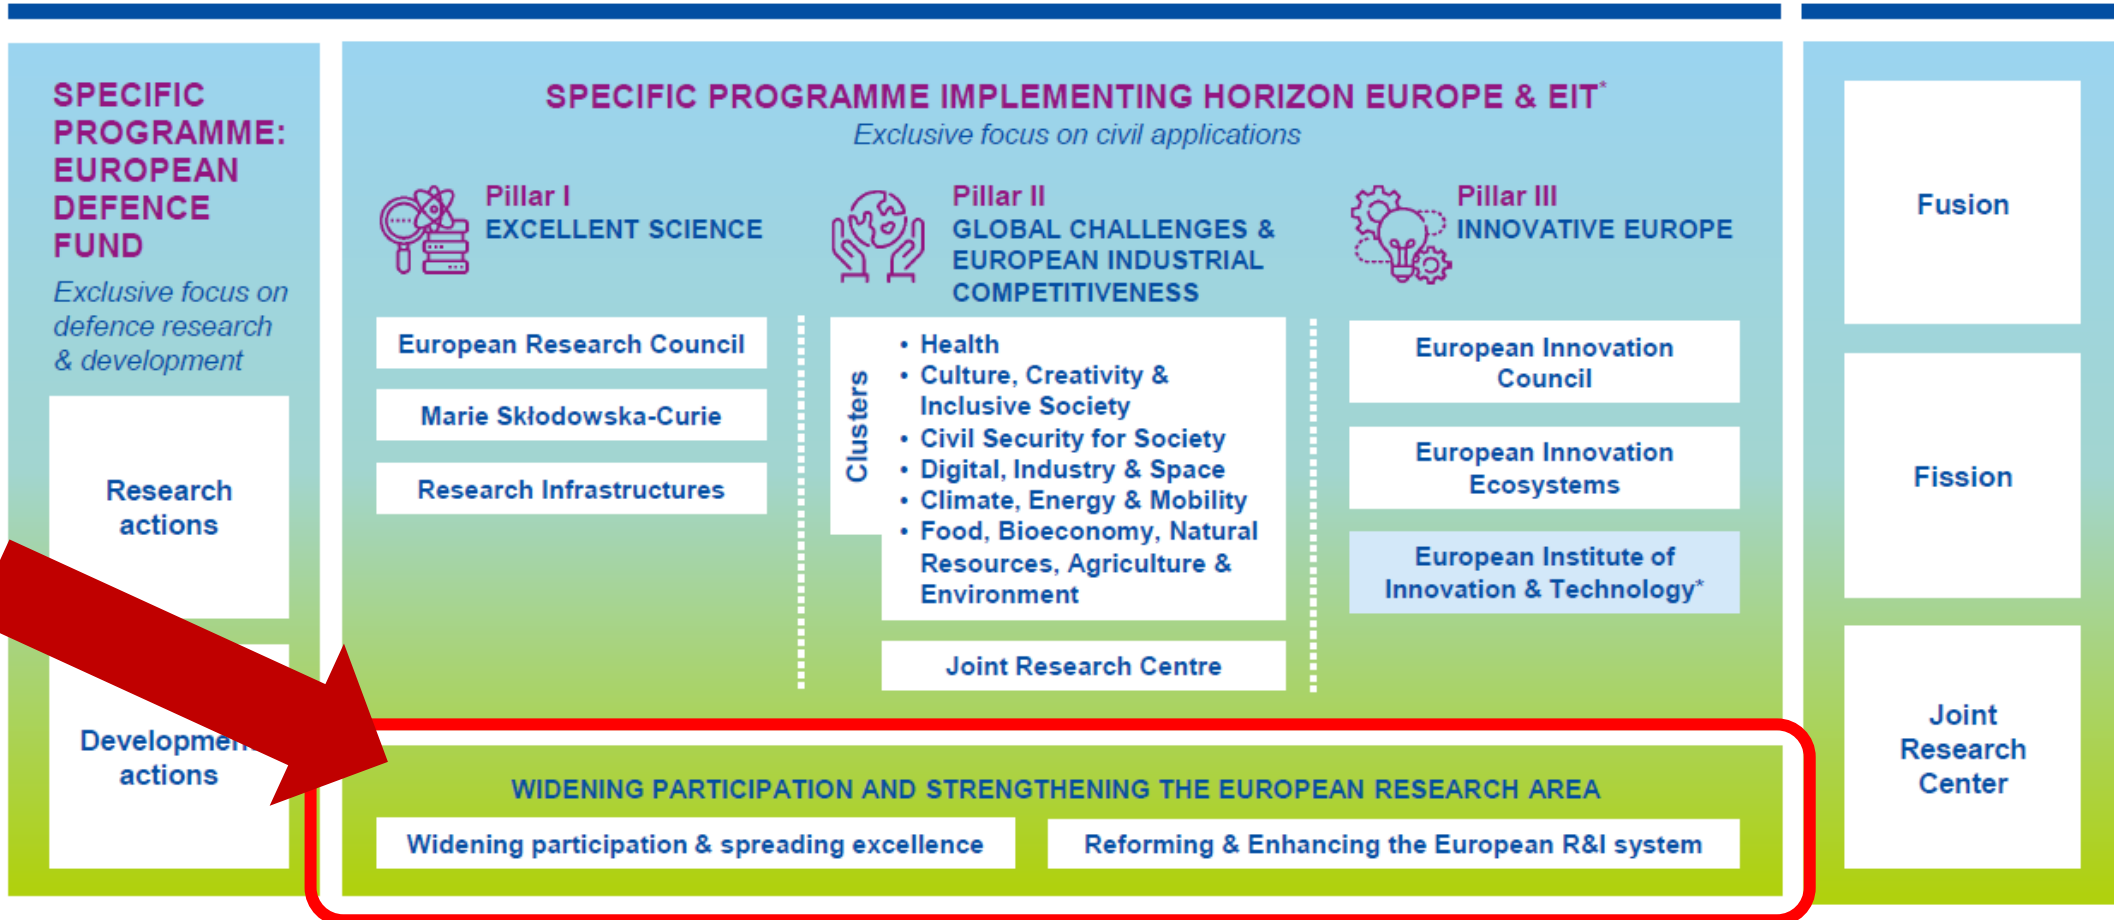 SPECIFIC
PROGRAMME:
EUROPEAN
DEFENCE
FUND
Exclusive focus on
defence research
& development
Research
actions
actions
SPECIFIC PROGRAMME IMPLEMENTING HORIZON EUROPE & EIT*
Exclusive focus on civil applications
Pillar I
EXCELLENT SCIENCE
European Research Council
Marie Skłodowska-Curie
Research Infrastructures
Pillar II
GLOBAL CHALLENGES &
EUROPEAN INDUSTRIAL
COMPETITIVENESS
Clusters
• Health
• Culture, Creativity &
Inclusive Society
• Civil Security for Society
• Digital, Industry & Space
• Climate, Energy & Mobility
• Food, Bioeconomy, Natural
Resources, Agriculture &
Environment
Joint Research Centre
Pillar III
INNOVATIVE EUROPE
European Innovation
Council
European Innovation
Ecosystems
European Institute of
Innovation & Technology*
WIDENING PARTICIPATION AND STRENGTHENING THE EUROPEAN RESEARCH AREA
Widening participation & spreading excellence
Reforming & Enhancing the European R&I system
Fusion
Fission
Joint
Research
Center